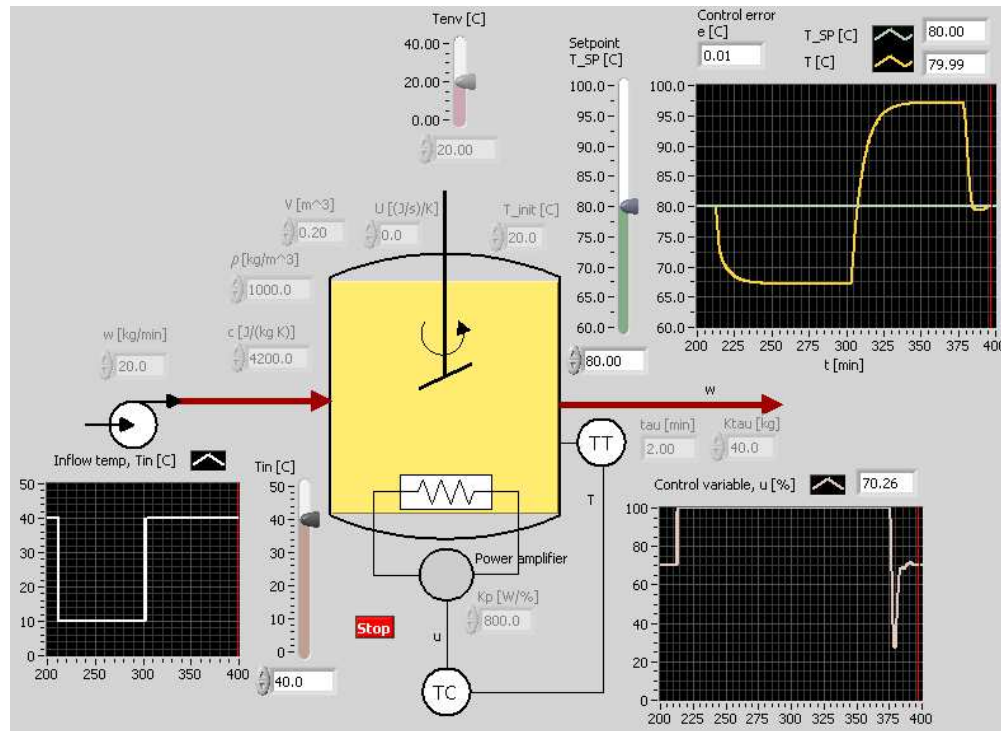 Tenv [C]
40.00
20.00
0.00
20.00
Setpoint
T_SP [C]
100.0
95.0
90.0
85.0
80.0
75.0
70.0
65.0
60.0
80.00
Control error
e [C]
0.01
T_SP [C]
80.00
T [C]
79.99
100.0
95.0
90.0
85.0
80.0
75.0
70.0
65.0
60.0
200 225 250 275 300 325 350 375 400
t [min]
V [m^3]
0.20
U [(J/s)/K]
0.0
T_init [C]
20.0
ρ [kg/m^3]
1000.0
w [kg/min]
20.0
c [J/(kg K)]
4200.0
w
TT
tau [min]
2.00
Ktau [kg]
40.0
T
Inflow temp, Tin [C]
50
40
30
20
10
0
200 250 300 350 400
Tin [C]
50
40
30
20
10
0
40.0
Power amplifier
Kp [W/%]
800.0
Stop
u
TC
Control variable, u [%]
70.26
100
80
60
40
20
0
200 225 250 275 300 325 350 375 400